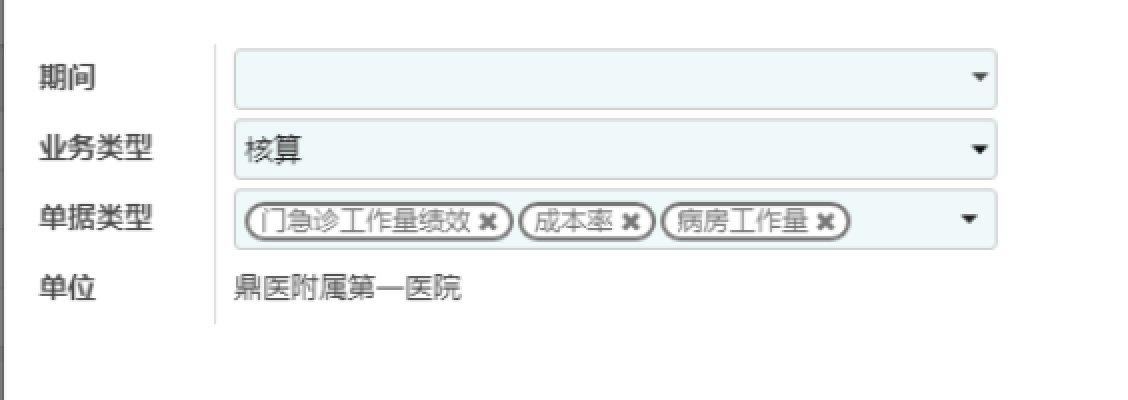 期间
业务类型 核算
单据类型 门急诊工作量绩效 ✖ 成本率 ✖ 病房工作量 ✖
单位 鼎医附属第一医院